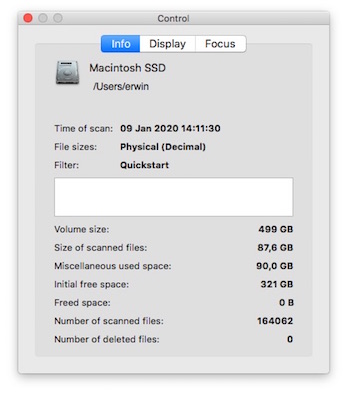 Control
Info Display Focus
Macintosh SSD
/Users/erwin
Time of scan: 09 Jan 2020 14:11:30
File sizes: Physical (Decimal)
Filter: Quickstart
Volume size: 499 GB
Size of scanned files: 87,6 GB
Miscellaneous used space: 90,0 GB
Initial free space: 321 GB
Freed space: 0 B
Number of scanned files: 164062
Number of deleted files: 0